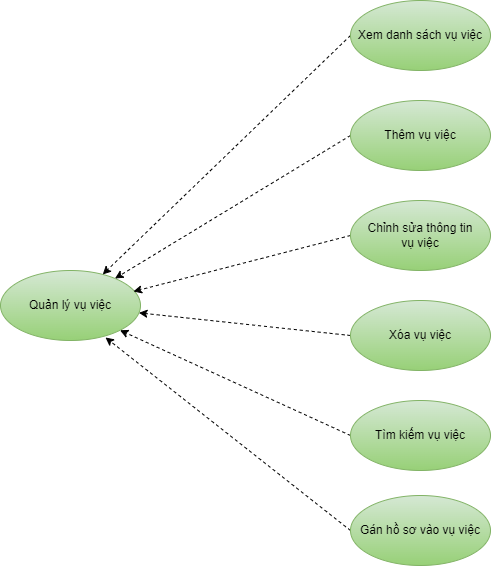 Xem danh sách vụ việc
Thêm vụ việc
Chỉnh sửa thông tin
vụ việc
Quản lý vụ việc
Xóa vụ việc
Tìm kiếm vụ việc
Gán hồ sơ vào vụ việc